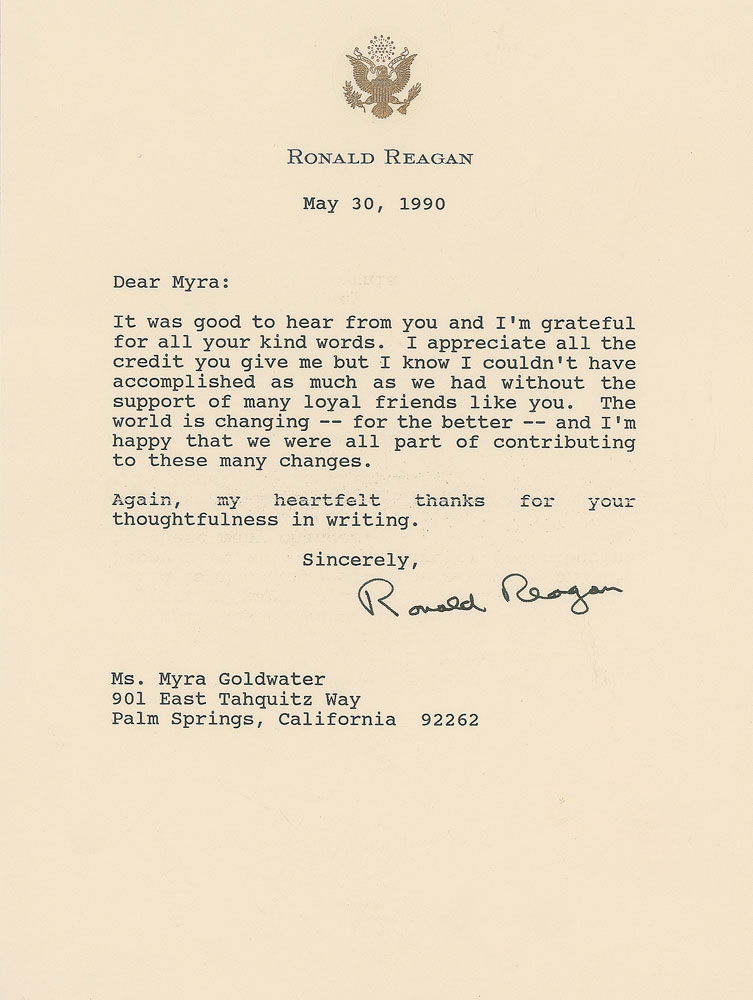 RONALD REAGAN
May 30, 1990
Dear Myra:
It was good to hear from you and I'm grateful
for all your kind words.  I appreciate all the
credit you give me but I know I couldn't have
accomplished as much as we had without the
support of many loyal friends like you.  The
world is changing -- for the better -- and I'm
happy that we were all part of contributing
to these many changes.
Again, my heartfelt thanks for your
thoughtfulness in writing.
Sincerely,
Ronald Reagan
Ms. Myra Goldwater
901 East Tahquitz Way
Palm Springs, California  92262